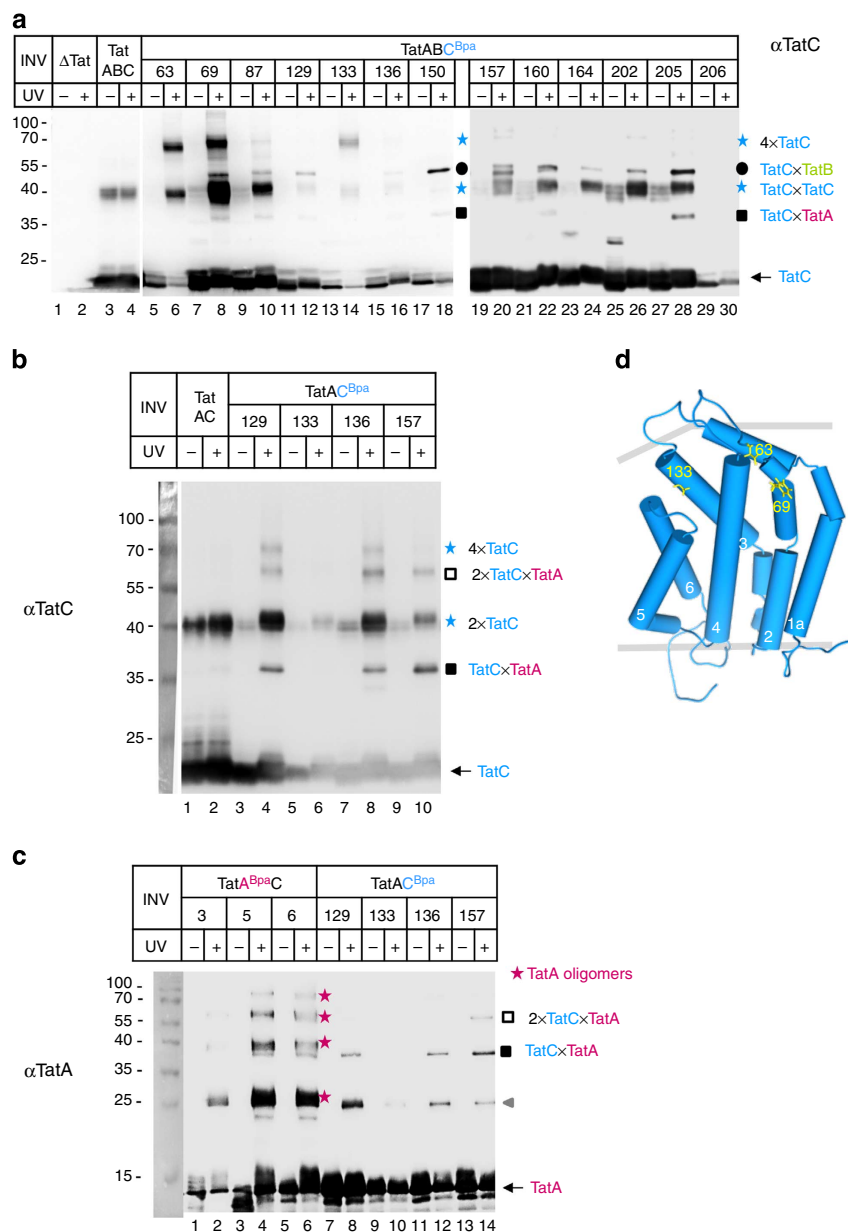 a
INV ΔTat Tat ABC TatABCBpa αTatC
63 69 87 129 133 136 150 157 160 164 202 205 206
UV – + – + – + – + – + – + – + – + – + – + – + – + – + – + – +
100 -
70 -
55 -
40 -
35 -
25 -
4×TatC
TatC×TatB
TatC×TatC
TatC×TatA
TatC
1 2 3 4 5 6 7 8 9 10 11 12 13 14 15 16 17 18 19 20 21 22 23 24 25 26 27 28 29 30
b
INV Tat AC TatACBpa
129 133 136 157
UV – + – + – + – + – +
αTatC
100 -
70 -
55 -
40 -
35 -
25 -
4×TatC
2×TatC×TatA
2×TatC
TatC×TatA
TatC
1 2 3 4 5 6 7 8 9 10
d
63
133
69
3
6
5
4
2
1a
c
INV TatABpaC TatACBpa
3 5 6 129 133 136 157
UV – + – + – + – + – + – + – +
αTatA
100 -
70 -
55 -
40 -
35 -
25 -
15 -
TatA oligomers
2×TatC×TatA
TatC×TatA
TatA
1 2 3 4 5 6 7 8 9 10 11 12 13 14